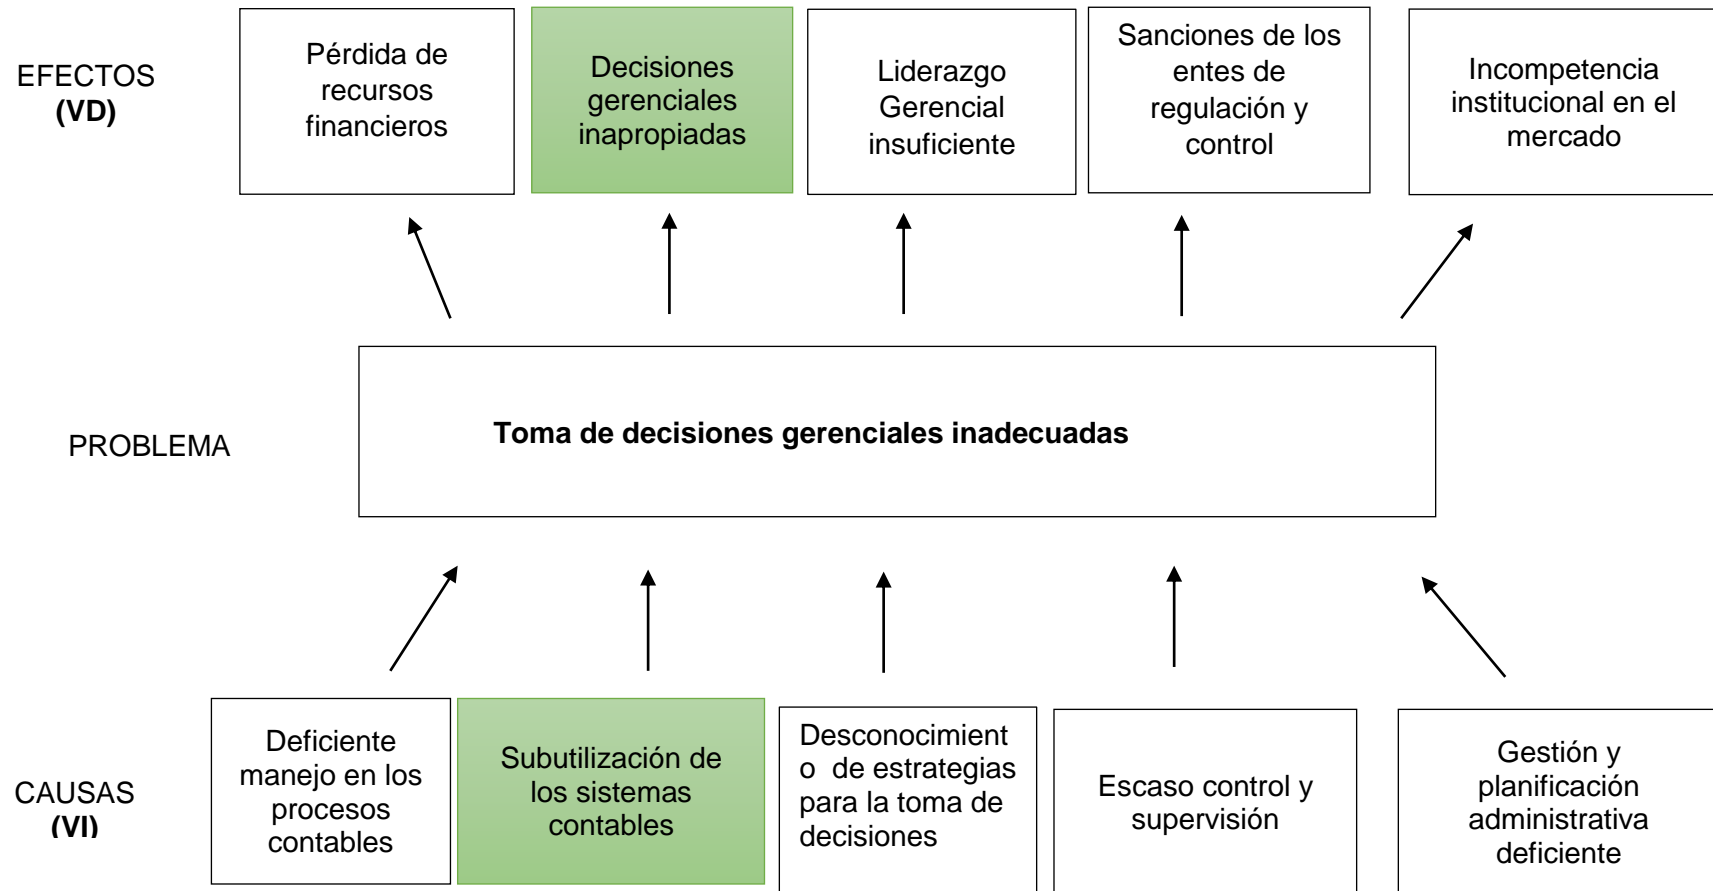 EFECTOS
(VD)
Pérdida de
recursos
financieros
Decisiones
gerenciales
inapropiadas
Liderazgo
Gerencial
insuficiente
Sanciones de los
entes de
regulación y
control
Incompetencia
institucional en el
mercado
PROBLEMA
Toma de decisiones gerenciales inadecuadas
CAUSAS
(VI)
Deficiente
manejo en los
procesos
contables
Subutilización de
los sistemas
contables
Desconocimient
o de estrategias
para la toma de
decisiones
Escaso control y
supervisión
Gestión y
planificación
administrativa
deficiente